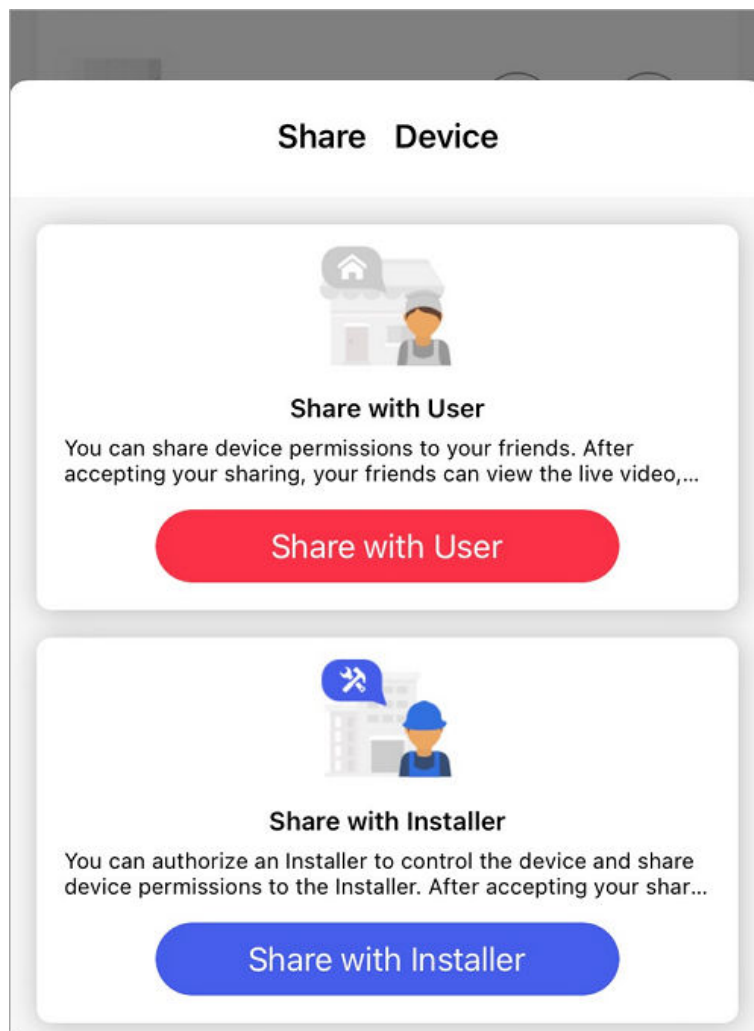 Share Device
Share with User
You can share device permissions to your friends. After
accepting your sharing, your friends can view the live video,...
Share with User
Share with Installer
You can authorize an Installer to control the device and share
device permissions to the Installer. After accepting your shar...
Share with Installer